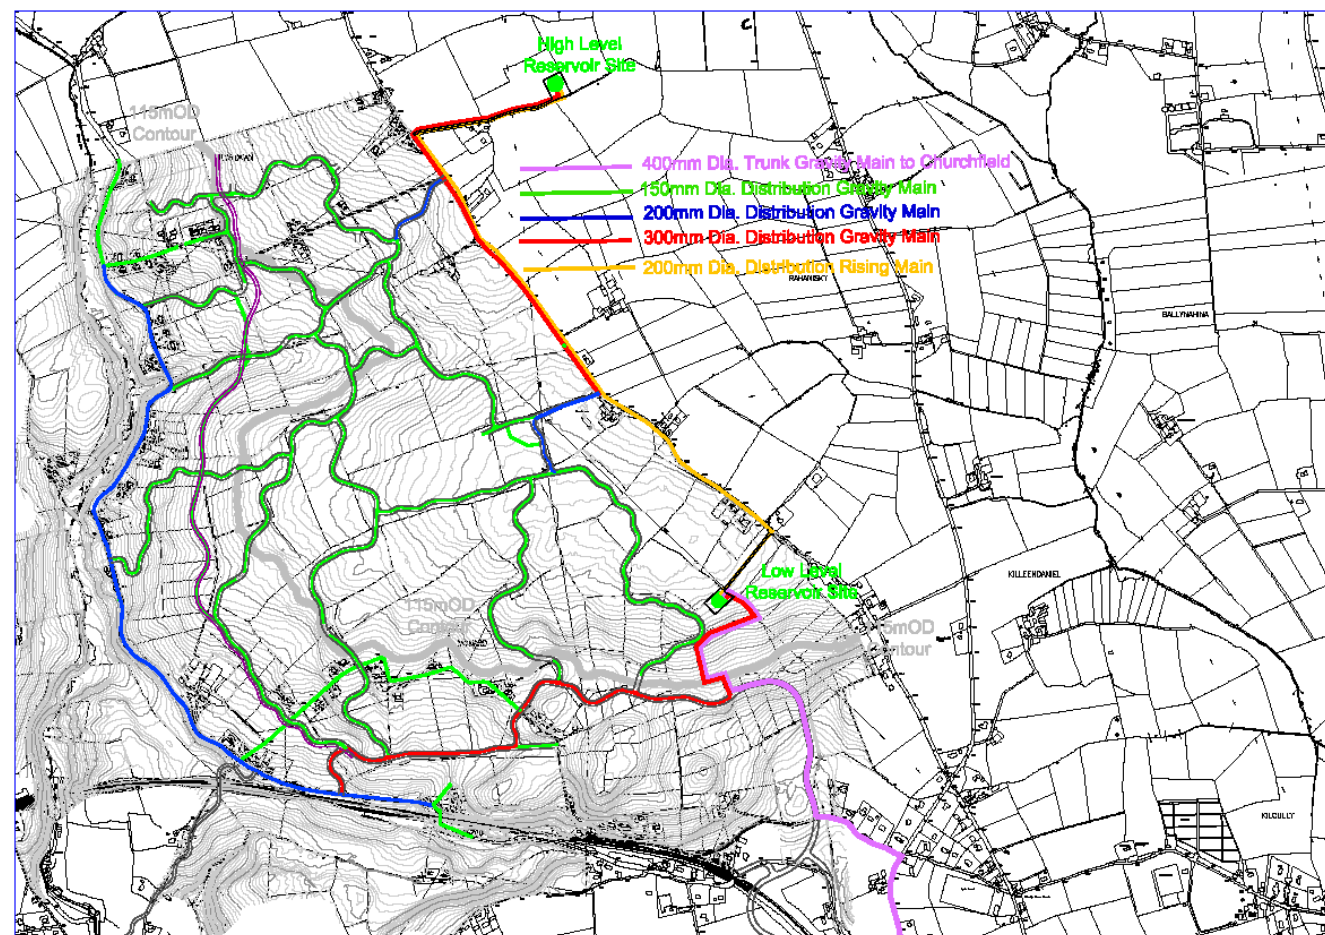 C
High Level
Reservoir Site
115mOD
Contour
400mm Dia. Trunk Gravity Main to Churchfield
150mm Dia. Distribution Gravity Main
200mm Dia. Distribution Gravity Main
300mm Dia. Distribution Gravity Main
200mm Dia. Distribution Rising Main
RAHANISKY
BALLYNAHINA
Low Level
Reservoir Site
KILLEENDANIEL
115mOD
Contour
5mOD
Contour
KILCULLY